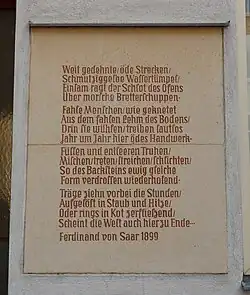 Weit gedehnte/öde Strecken/
Schmutziggelbe Wassertümpel/
Einsam ragt der Schlot des Ofens
Über morsche Bretterschuppen·
Fahle Menschen/wie geknetet
Aus dem fahlen Lehm des Bodens/
Drin sie wühlen/treiben lautlos
Jahr um Jahr hier ödes Handwerk·
Füllen und entleeren Truhen/
Mischen/treten/streichen/schlichten/
So des Backsteins ewig gleiche
Form verdrossen wiederholend·
Träge ziehn vorbei die Stunden/
Aufgelöst in Staub und Hitze/
Oder rings in Kot zerfließend/
Scheint die Welt auch hier zu Ende··
Ferdinand von Saar 1899